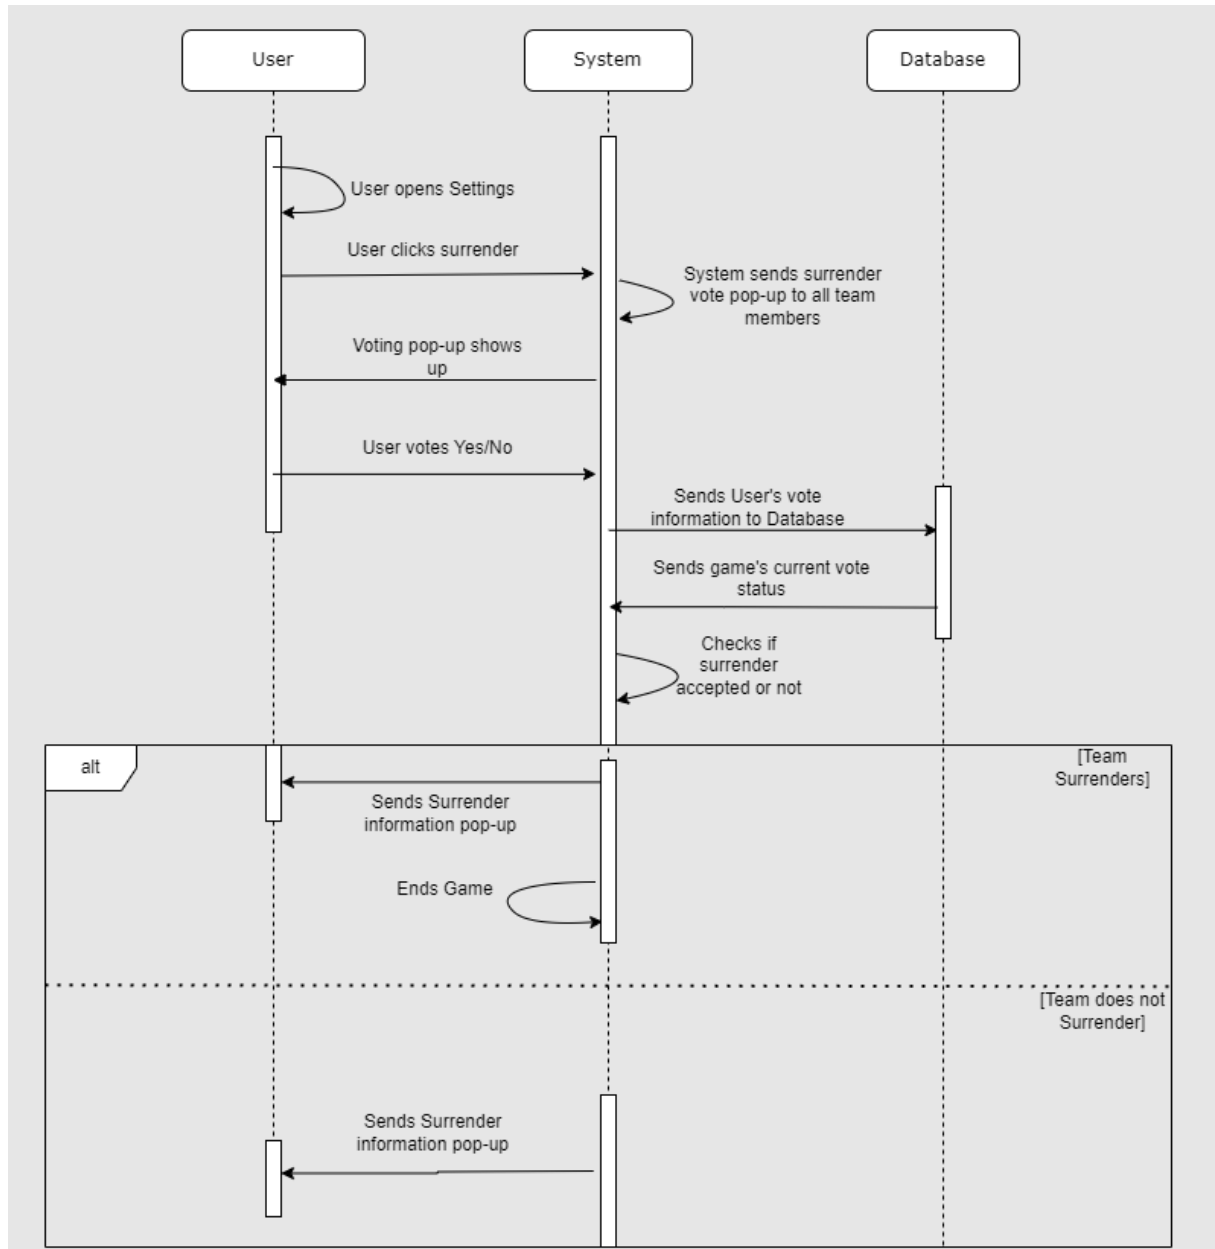 User
System
Database
User opens Settings
User clicks surrender
System sends surrender
vote pop-up to all team
members
Voting pop-up shows
up
User votes Yes/No
Sends User's vote
information to Database
Sends game's current vote
status
Checks if
surrender
accepted or not
alt
[Team
Surrenders]
Sends Surrender
information pop-up
Ends Game
[Team does not
Surrender]
Sends Surrender
information pop-up